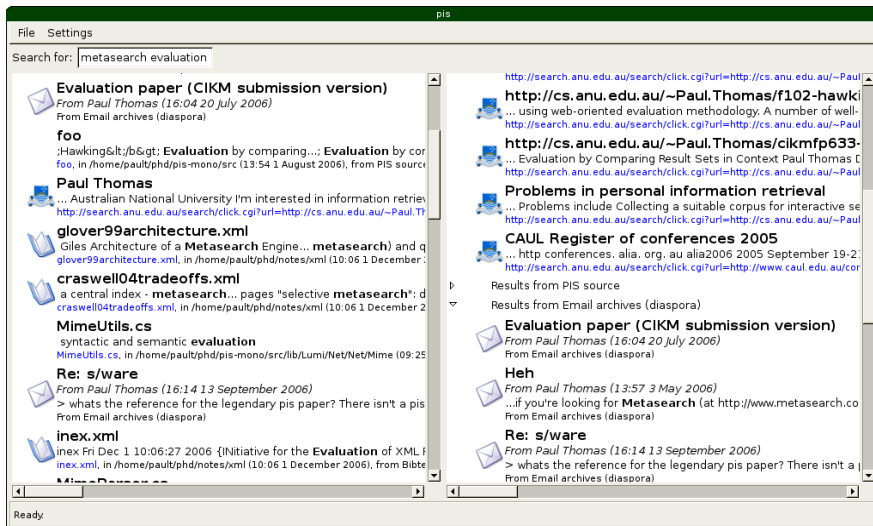 pis
File Settings
Search for: metasearch evaluation
Evaluation paper (CIKM submission version)
From Paul Thomas (16:04 20 July 2006)
From Email archives (diaspora)
foo
;Hawking&lt;/b&gt; Evaluation by comparing...; Evaluation by cor
foo, in /home/pault/phd/pis-mono/src (13:54 1 August 2006), from PIS source
Paul Thomas
... Australian National University I'm interested in information retriev
http://search.anu.edu.au/search/click.cgi?url=http://cs.anu.edu.au/~Paul.Th
glover99architecture.xml
Giles Architecture of a Metasearch Engine... metasearch) and q
glover99architecture.xml, in /home/pault/phd/notes/xml (10:06 1 December
craswell04tradeoffs.xml
a central index - metasearch... pages "selective metasearch": d
craswell04tradeoffs.xml, in /home/pault/phd/notes/xml (10:06 1 December 2
MimeUtils.cs
syntactic and semantic evaluation
MimeUtils.cs, in /home/pault/phd/pis-mono/src/lib/Lumi/Net/Net/Mime (09:25
Re: s/ware
From Paul Thomas (16:14 13 September 2006)
> whats the reference for the legendary pis paper? There isn't a pis
From Email archives (diaspora)
inex.xml
inex Fri Dec 1 10:06:27 2006 {INitiative for the Evaluation of XML
inex.xml, in /home/pault/phd/notes/xml (10:06 1 December 2006), from Bibte
MimeParser.cs
http://search.anu.edu.au/search/click.cgi?url=http://cs.anu.edu.au/~Paul
http://cs.anu.edu.au/~Paul.Thomas/f102-hawki
... using web-oriented evaluation methodology. A number of well-
http://search.anu.edu.au/search/click.cgi?url=http://cs.anu.edu.au/~Paul
http://cs.anu.edu.au/~Paul.Thomas/cikmfp633-
... Evaluation by Comparing Result Sets in Context Paul Thomas D
http://search.anu.edu.au/search/click.cgi?url=http://cs.anu.edu.au/~Paul
Problems in personal information retrieval
... Problems include Collecting a suitable corpus for interactive se
http://search.anu.edu.au/search/click.cgi?url=http://cs.anu.edu.au/~Paul
CAUL Register of conferences 2005
... http conferences. alia. org. au alia2006 2005 September 19-2
http://search.anu.edu.au/search/click.cgi?url=http://www.caul.edu.au/cor
Results from PIS source
Results from Email archives (diaspora)
Evaluation paper (CIKM submission version)
From Paul Thomas (16:04 20 July 2006)
From Email archives (diaspora)
Heh
From Paul Thomas (13:57 3 May 2006)
...if you're looking for Metasearch (at http://www.metasearch.co
From Email archives (diaspora)
Re: s/ware
From Paul Thomas (16:14 13 September 2006)
> whats the reference for the legendary pis paper? There isn't a
From Email archives (diaspora)
Ready.